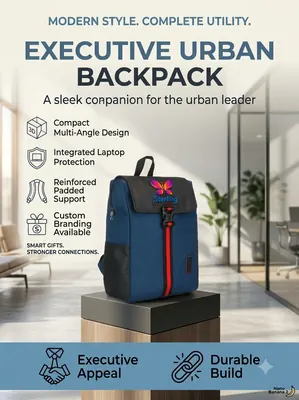 MODERN STYLE. COMPLETE UTILITY.
EXECUTIVE URBAN
BACKPACK
A sleek conpanion for the urban leader
Compact
Multi-Angle Design
Integrated Laptop
Protection
Reinforced
Padded
Support
Custom
Branding
Available
SMART GIFTS.
STRONGER CONNECTIONS.
Executive
Appeal
Durable
Build